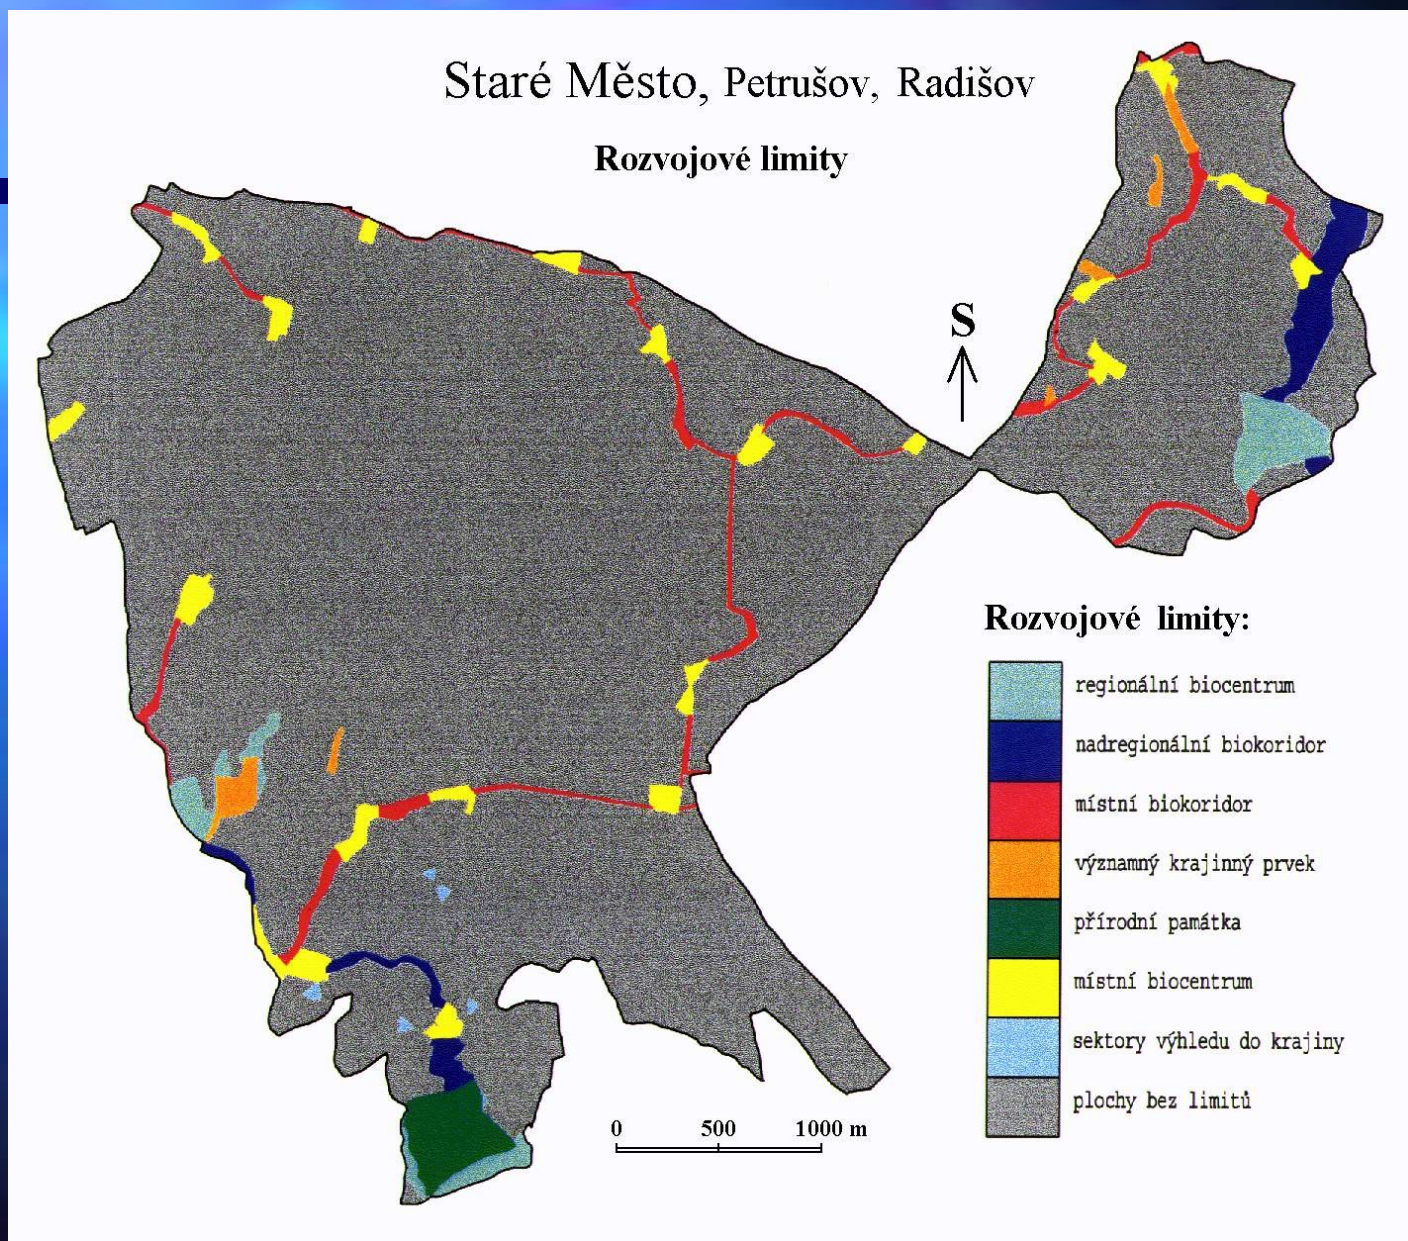 Staré Město, Petrušov, Radišov
Rozvojové limity
S
Rozvojové limity:
regionální biocentrum
nadregionální biokoridor
místní biokoridor
významný krajinný prvek
přírodní památka
místní biocentrum
sektory výhledu do krajiny
plochy bez limitů
0 500 1000 m